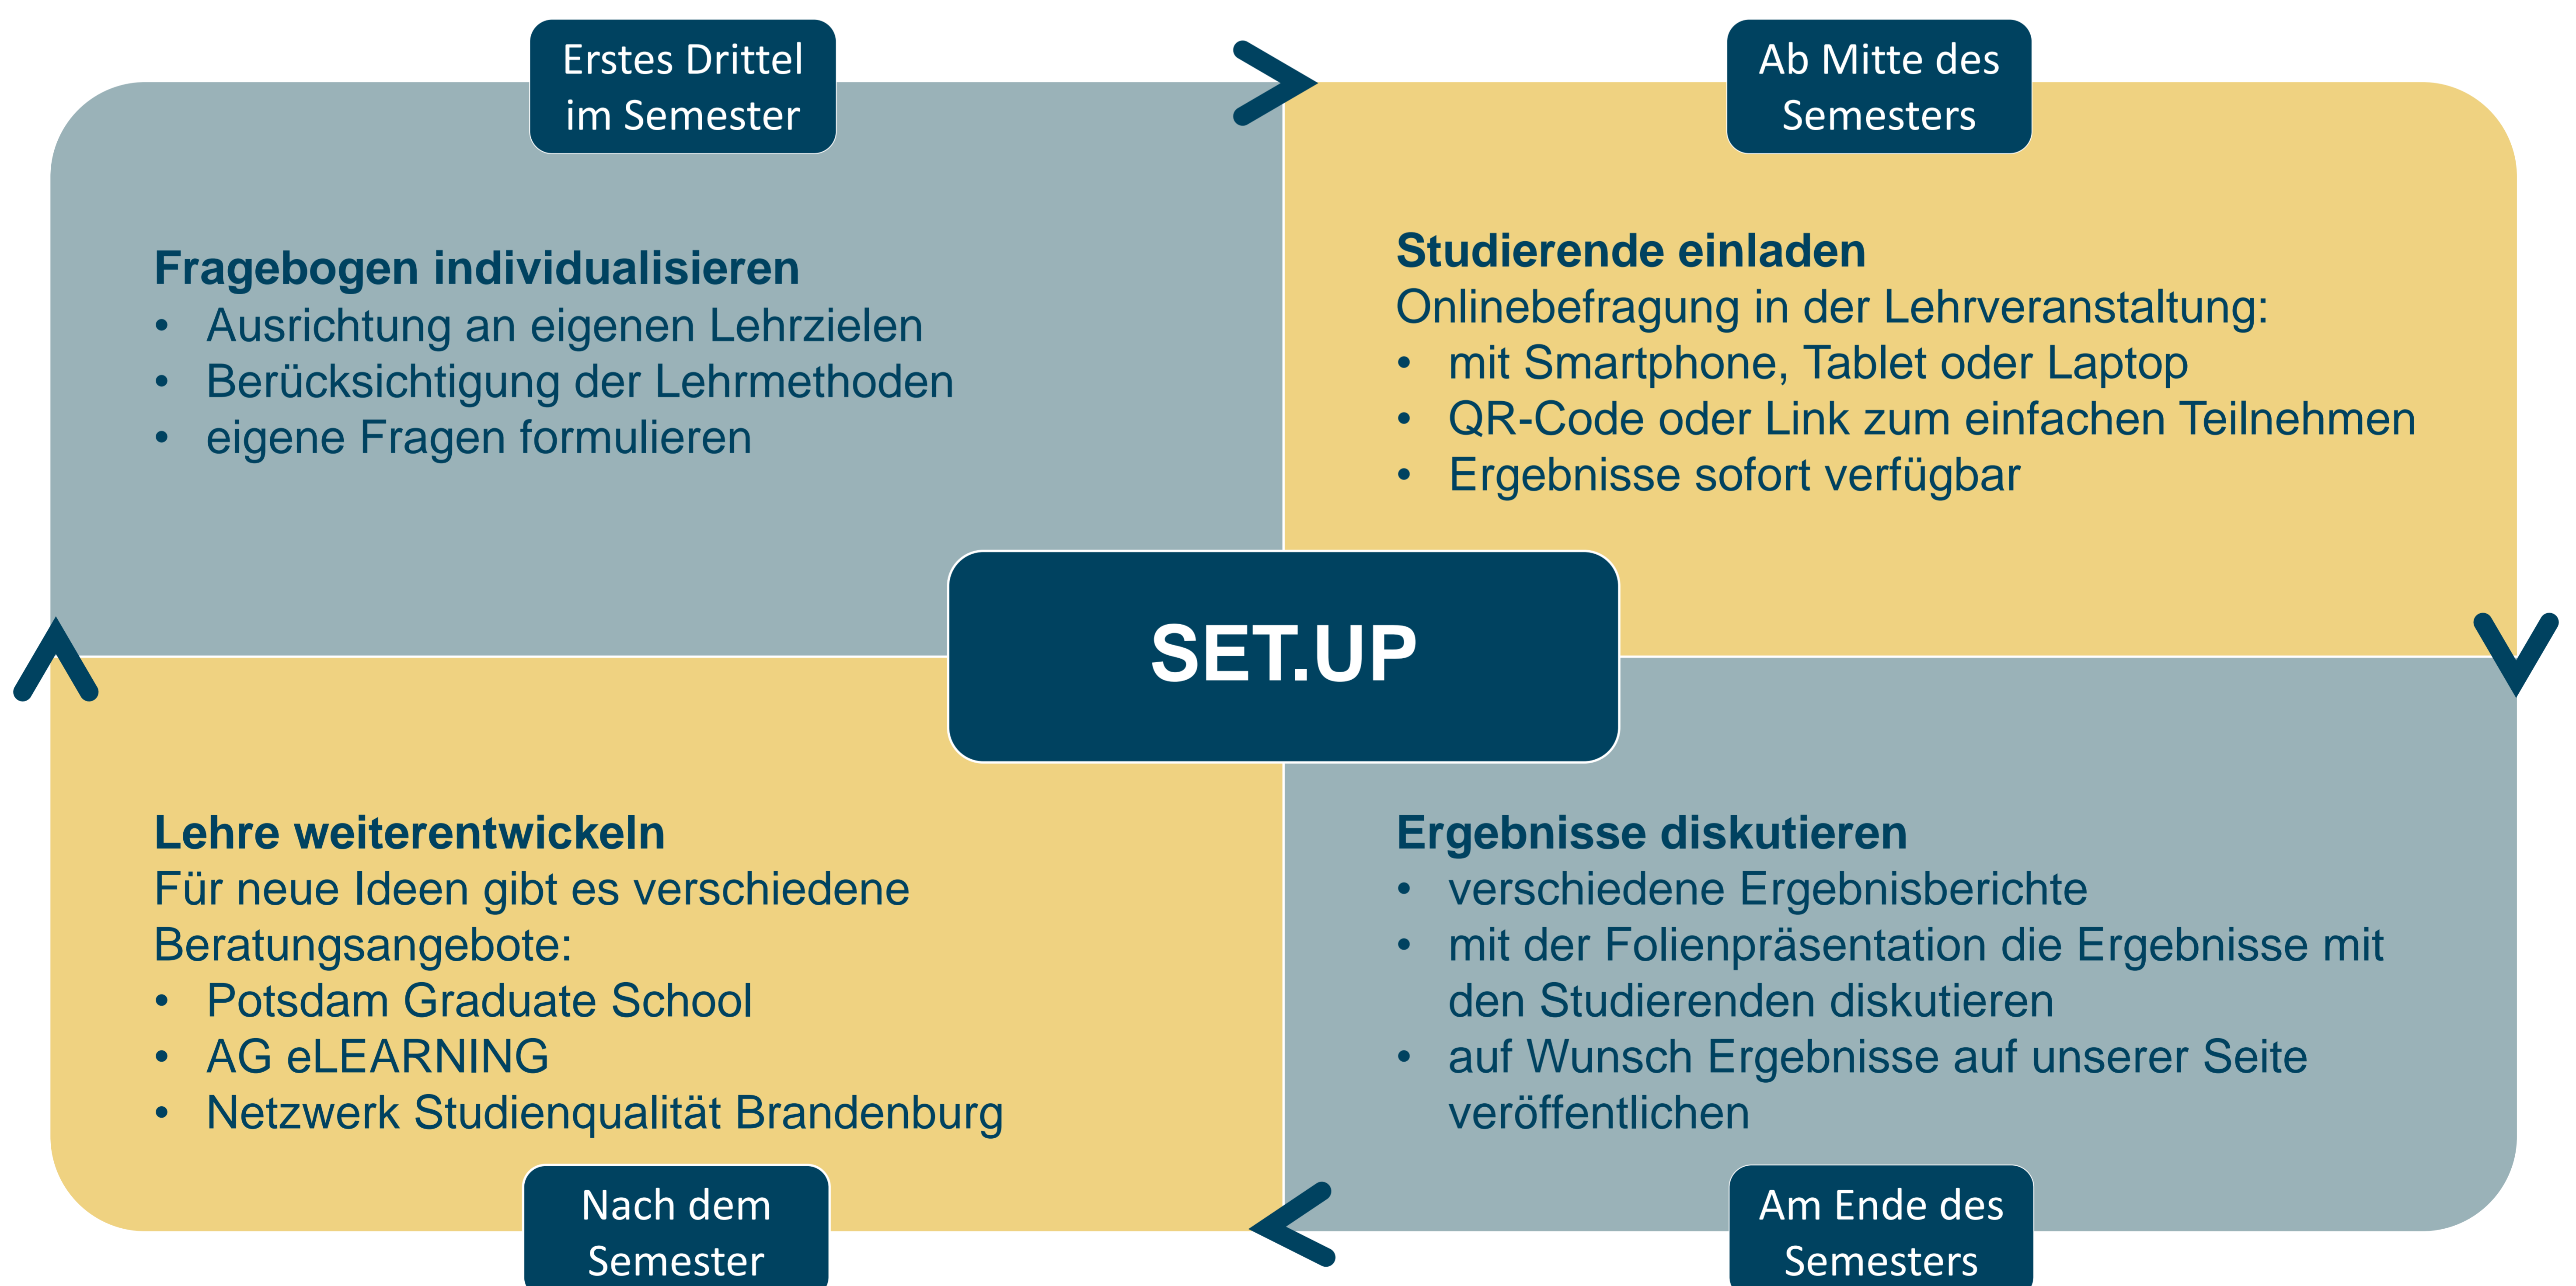 Erstes Drittel
im Semester
Fragebogen individualisieren
• Ausrichtung an eigenen Lehrzielen
• Berücksichtigung der Lehrmethoden
• eigene Fragen formulieren
Ab Mitte des
Semesters
Studierende einladen
Onlinebefragung in der Lehrveranstaltung:
• mit Smartphone, Tablet oder Laptop
• QR-Code oder Link zum einfachen Teilnehmen
• Ergebnisse sofort verfügbar
SET.UP
Lehre weiterentwickeln
Für neue Ideen gibt es verschiedene
Beratungsangebote:
• Potsdam Graduate School
• AG eLEARNING
• Netzwerk Studienqualität Brandenburg
Nach dem
Semester
Ergebnisse diskutieren
• verschiedene Ergebnisberichte
• mit der Folienpräsentation die Ergebnisse mit
den Studierenden diskutieren
• auf Wunsch Ergebnisse auf unserer Seite
veröffentlichen
Am Ende des
Semesters